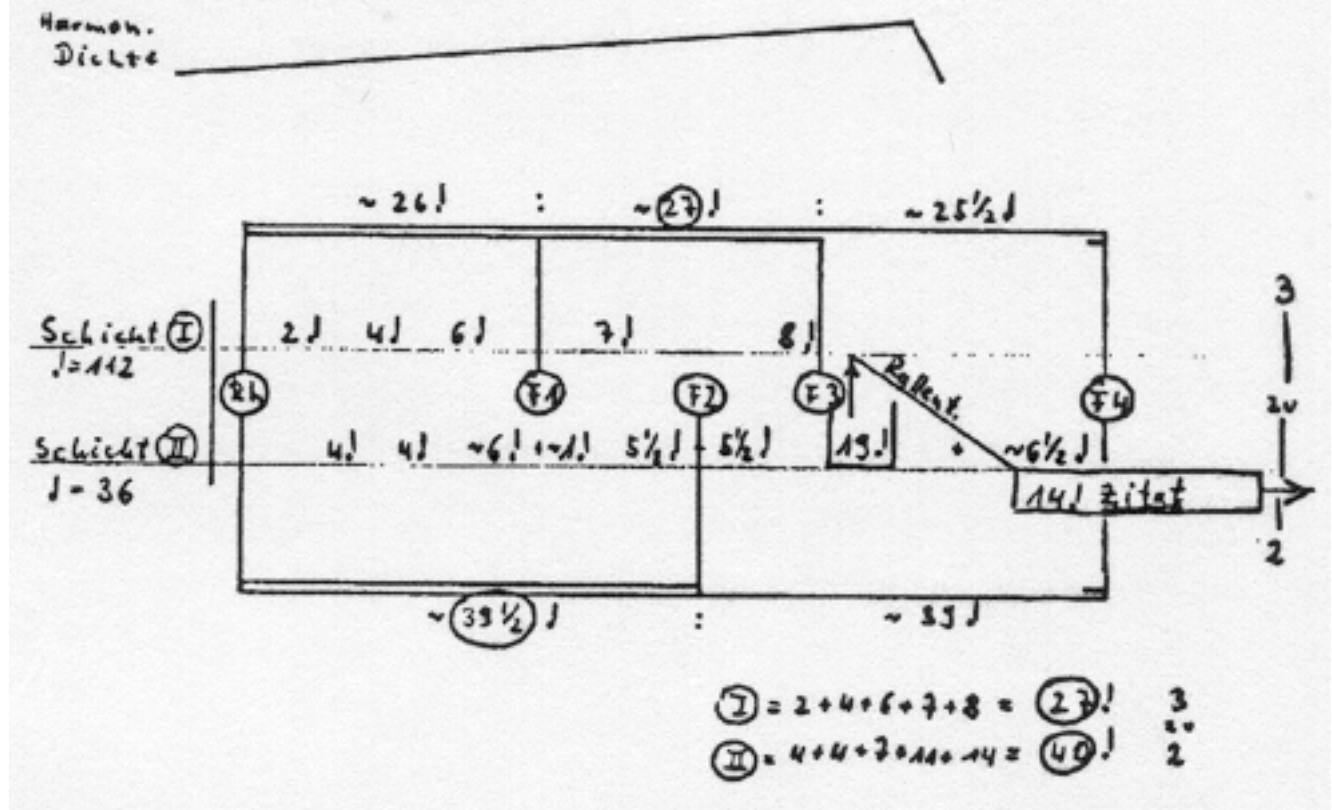 Harmon.
Dichte
~ 26♩ : ~ 27♩ : ~ 25½♩
Schicht I
♩=112
2♩ 4♩ 6♩ 7♩ 8♩
3
F1 F2 F3 Rallent. F4
zu
Schicht II
♩=36
4♩ 4♩ ~6♩ + ~1♩ 5½♩ - 5½♩ 19♩ + ~6½♩
14♩ Zitat
2
~ 39½♩ : ~ 39♩
I = 2+4+6+7+8 = 27♩ 3
zu
II = 4+4+7+11+14 = 40♩ 2